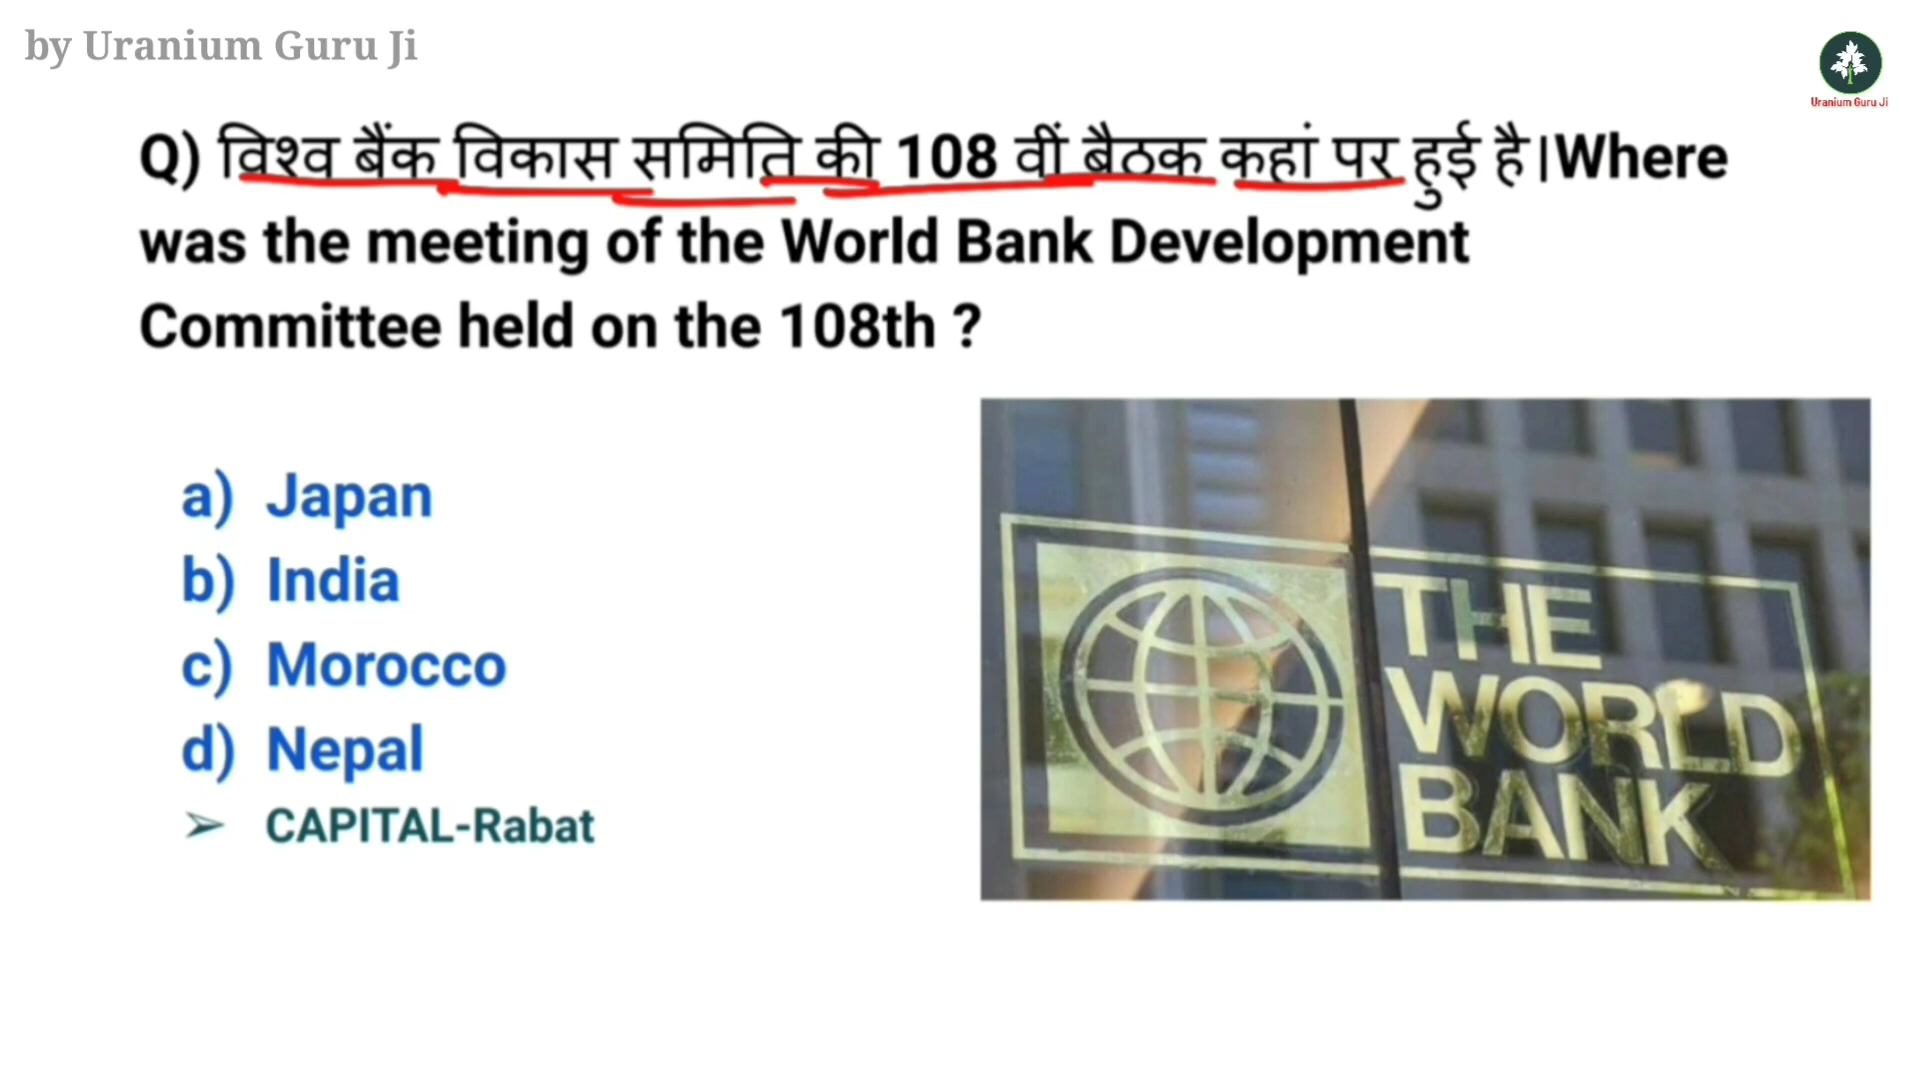 by Uranium Guru Ji
Uranium Guru Ji
Q) विश्व बैंक विकास समिति की 108 वीं बैठक कहां पर हुई है।Where
was the meeting of the World Bank Development
Committee held on the 108th ?
a) Japan
b) India
c) Morocco
d) Nepal
➢ CAPITAL-Rabat
THE
WORLD
BANK